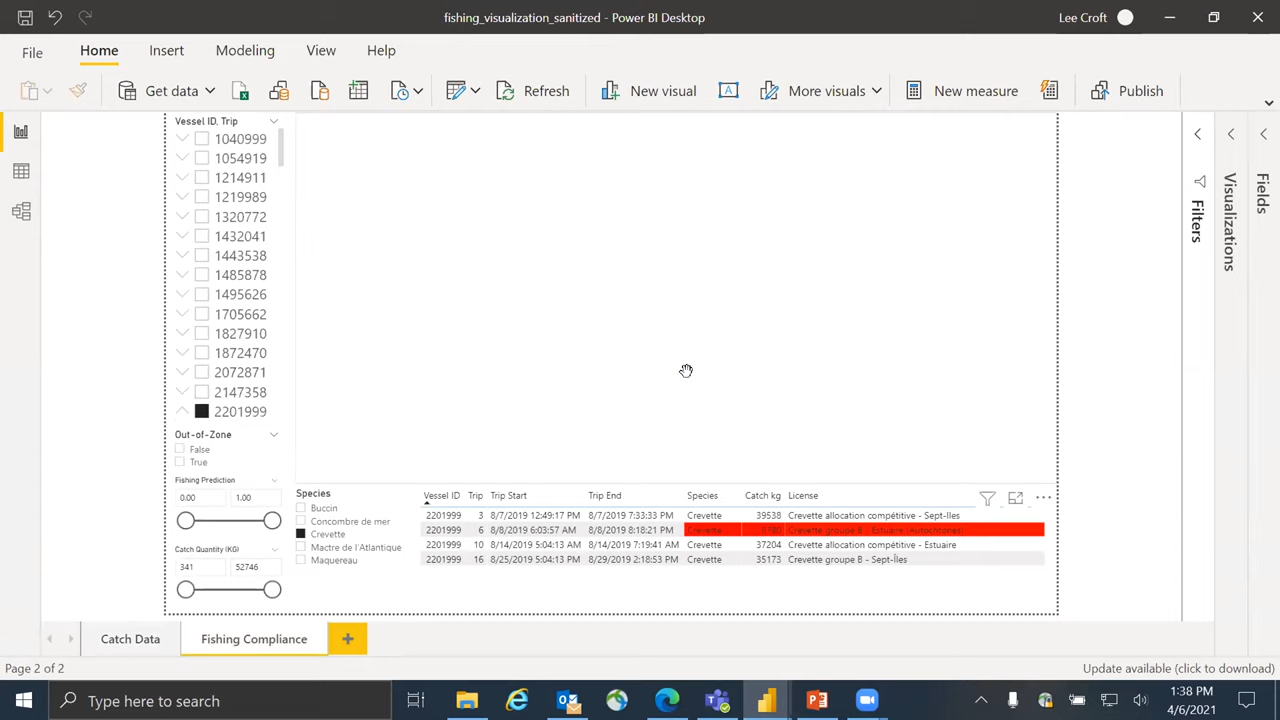 fishing_visualization_sanitized - Power BI Desktop
Lee Croft
File Home Insert Modeling View Help
Get data Refresh New visual A More visuals New measure Publish
Vessel ID, Trip
1040999
1054919
1214911
1219989
1320772
1432041
1443538
1485878
1495626
1705662
1827910
1872470
2072871
2147358
2201999
Out-of-Zone
False
True
Fishing Prediction
0.00 1.00
Catch Quantity (KG)
341 52746
Species
Buccin
Concombre de mer
Crevette
Mactre de l'Atlantique
Maquereau
Vessel ID Trip Trip Start Trip End Species Catch kg License
2201999 3 8/7/2019 12:49:17 PM 8/7/2019 7:33:33 PM Crevette 39538 Crevette allocation compétitive - Sept-Iles
2201999 6 8/8/2019 6:03:57 AM 8/8/2019 8:18:21 PM Crevette Crevette groupe B - Estuaire (Autochtones)
2201999 10 8/14/2019 5:04:13 AM 8/14/2019 7:19:41 AM Crevette 37204 Crevette allocation compétitive - Estuaire
2201999 16 8/25/2019 5:04:13 PM 8/29/2019 2:18:53 PM Crevette 35173 Crevette groupe B - Sept-Îles
Filters
Visualizations
Fields
Catch Data Fishing Compliance +
Page 2 of 2
Update available (click to download)
Type here to search
1:38 PM
4/6/2021